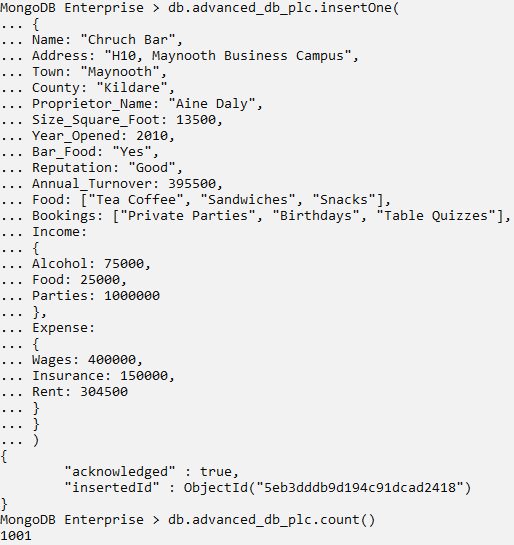 MongoDB Enterprise > db.advanced_db_plc.insertOne(
... {
... Name: "Chruch Bar",
... Address: "H10, Maynooth Business Campus",
... Town: "Maynooth",
... County: "Kildare",
... Proprietor_Name: "Aine Daly",
... Size_Square_Foot: 13500,
... Year_Opened: 2010,
... Bar_Food: "Yes",
... Reputation: "Good",
... Annual_Turnover: 395500,
... Food: ["Tea Coffee", "Sandwiches", "Snacks"],
... Bookings: ["Private Parties", "Birthdays", "Table Quizzes"],
... Income:
... {
... Alcohol: 75000,
... Food: 25000,
... Parties: 1000000
... },
... Expense:
... {
... Wages: 400000,
... Insurance: 150000,
... Rent: 304500
... }
... }
... )
{
        "acknowledged" : true,
        "insertedId" : ObjectId("5eb3dddb9d194c91dcad2418")
}
MongoDB Enterprise > db.advanced_db_plc.count()
1001